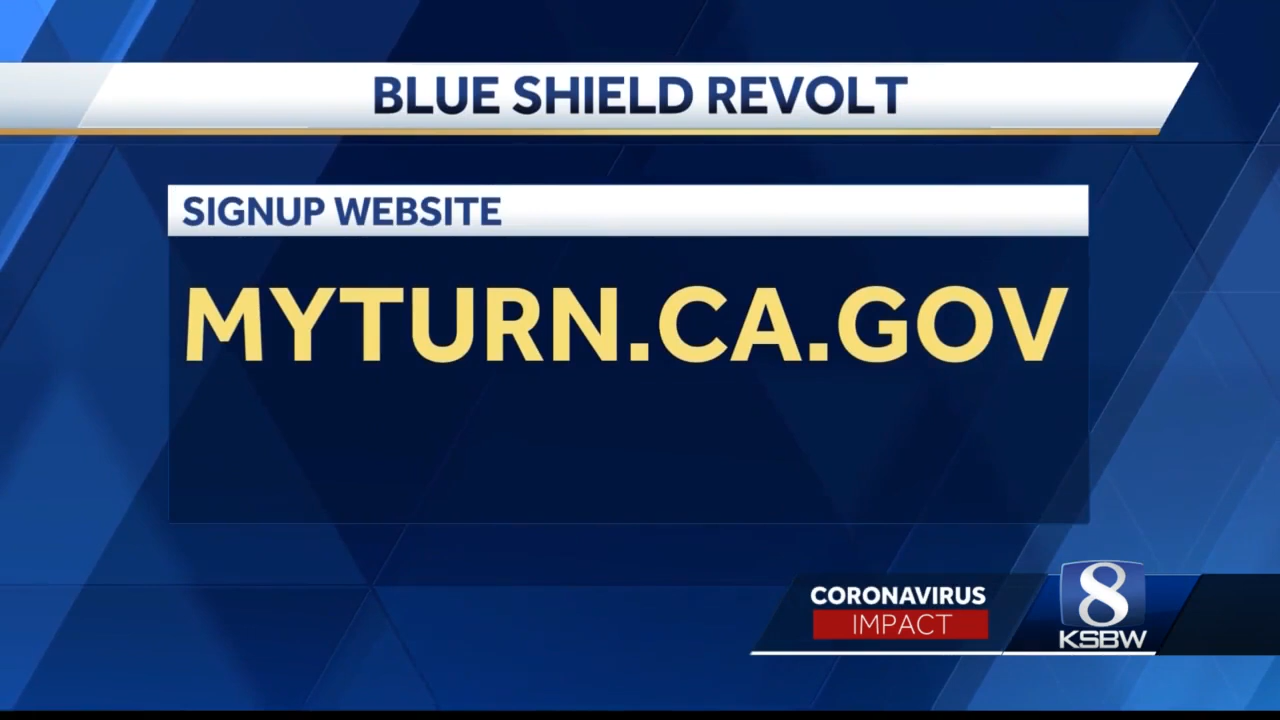 BLUE SHIELD REVOLT
SIGNUP WEBSITE
MYTURN.CA.GOV
CORONAVIRUS
IMPACT
8
KSBW